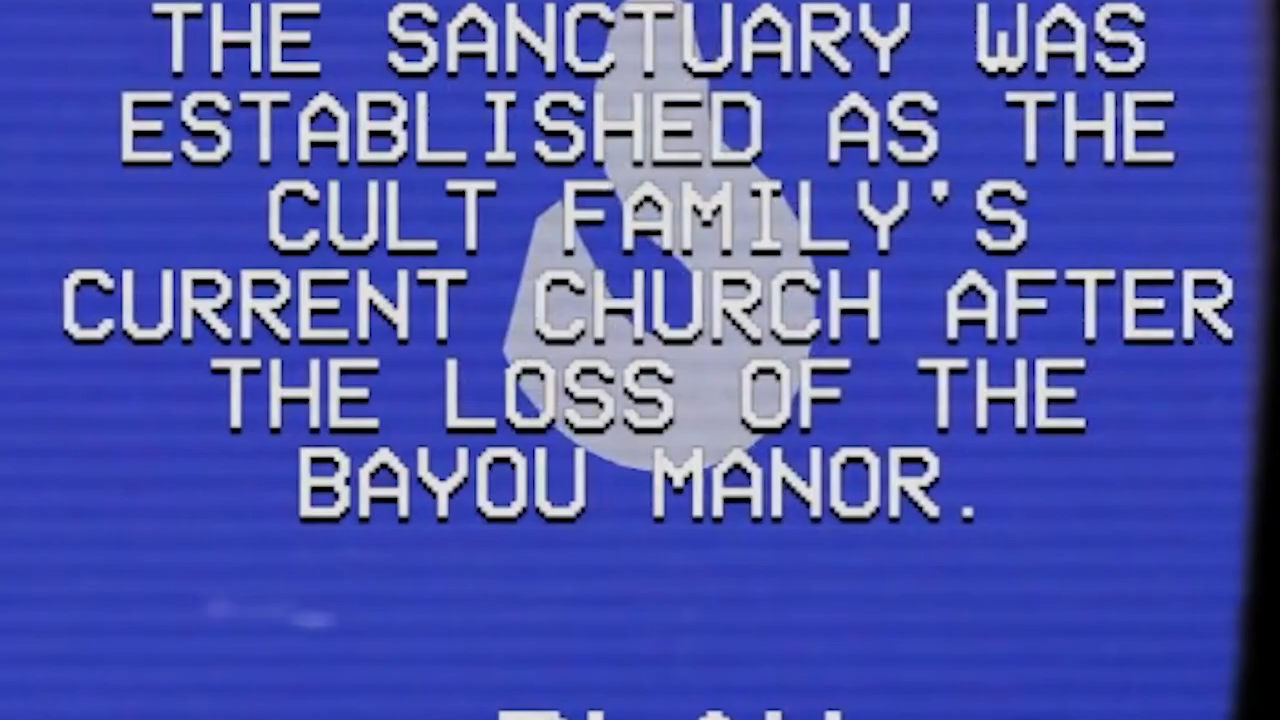 THE SANCTUARY WAS
ESTABLISHED AS THE
CULT FAMILY'S
CURRENT CHURCH AFTER
THE LOSS OF THE
BAYOU MANOR.